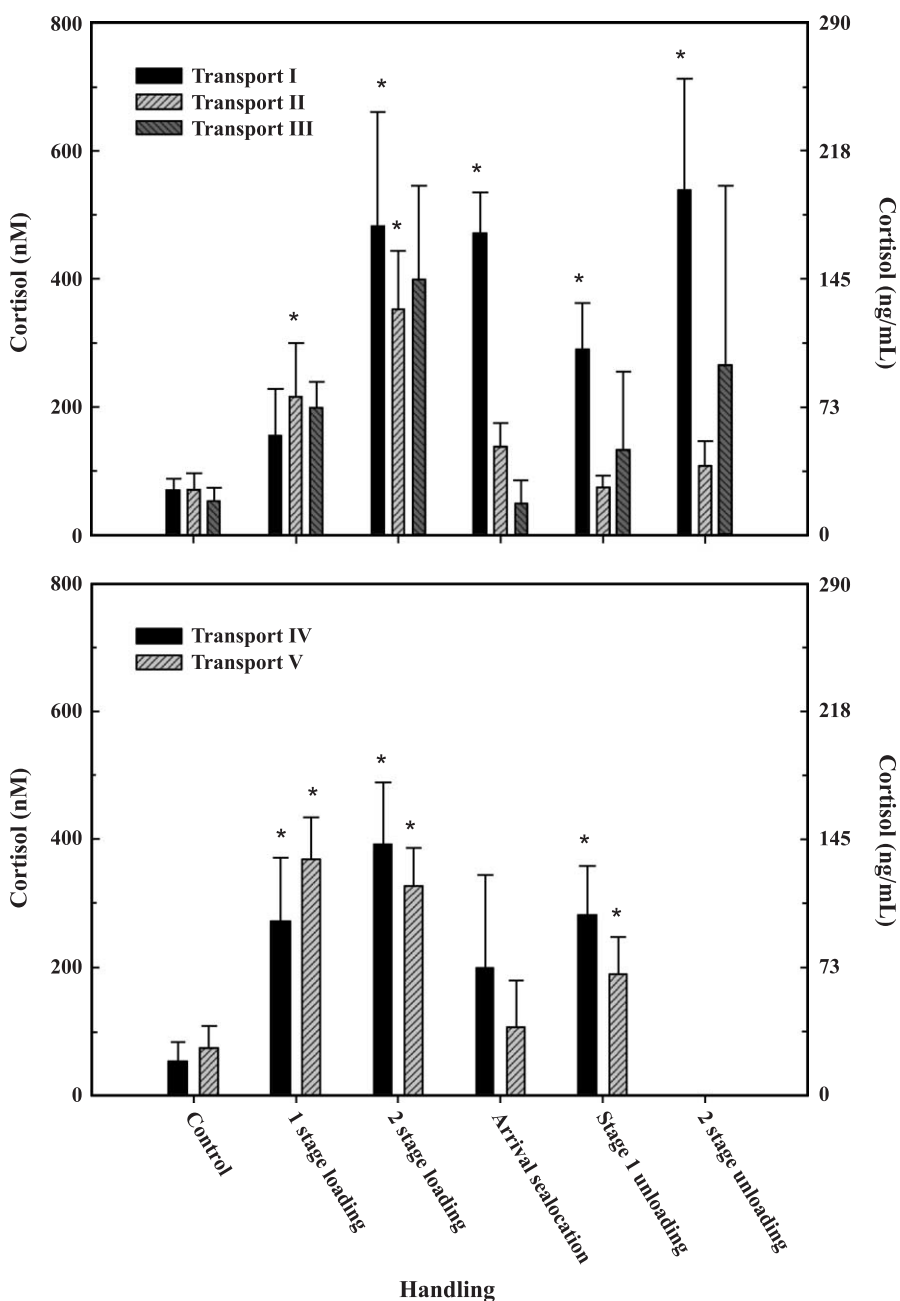 800
600
400
200
0
Cortisol (nM)
Transport I
Transport II
Transport III
*
*
*
*
*
*
290
218
145
73
0
Cortisol (ng/mL)
800
600
400
200
0
Cortisol (nM)
Transport IV
Transport V
*
*
*
*
*
*
290
218
145
73
0
Cortisol (ng/mL)
Control
1 stage loading
2 stage loading
Arrival sealocation
Stage 1 unloading
2 stage unloading
Handling